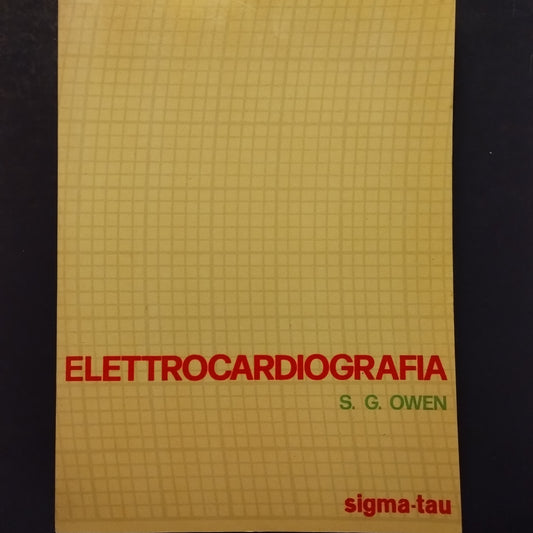 ELETTROCARDIOGRAFIA
S. G. OWEN
sigma-tau